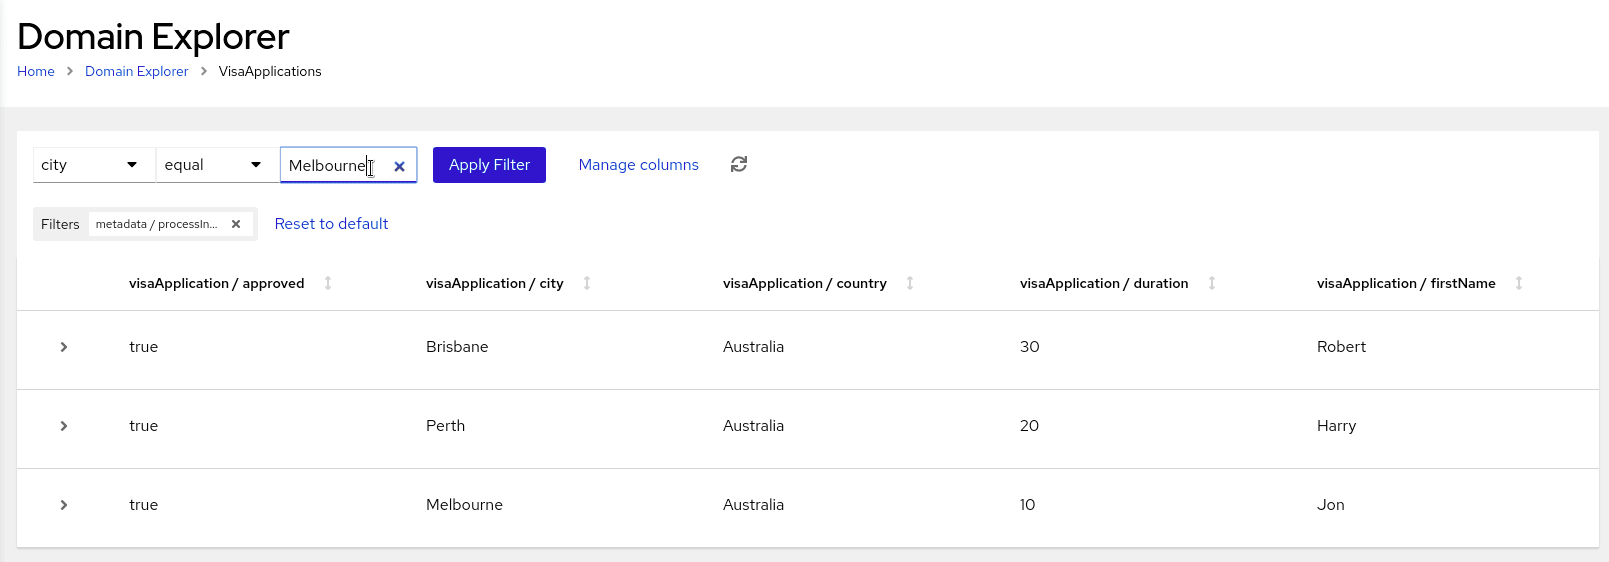 Domain Explorer
Home > Domain Explorer > VisaApplications
city equal Melbourne Apply Filter Manage columns
Filters metadata / processin... Reset to default
visaApplication / approved visaApplication / city visaApplication / country visaApplication / duration visaApplication / firstName
true Brisbane Australia 30 Robert
true Perth Australia 20 Harry
true Melbourne Australia 10 Jon